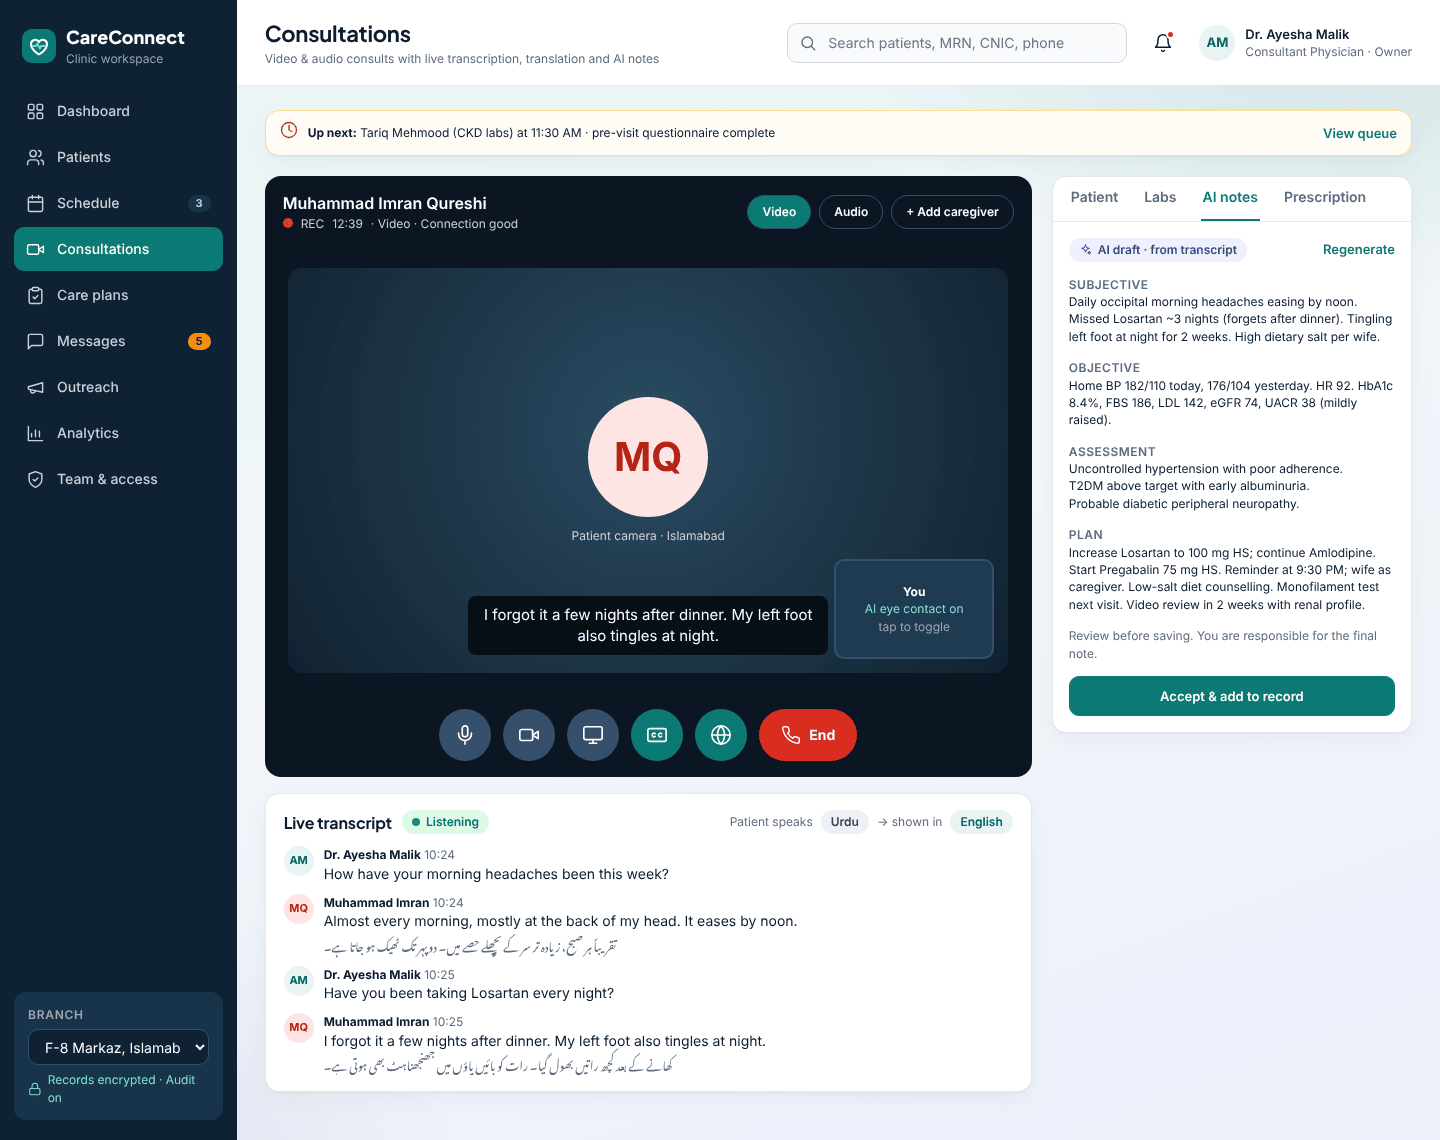 CareConnect
Clinic workspace
Dashboard
Patients
Schedule 3
Consultations
Care plans
Messages 5
Outreach
Analytics
Team & access
BRANCH
F-8 Markaz, Islamab
Records encrypted · Audit
on
Consultations
Video & audio consults with live transcription, translation and AI notes
Search patients, MRN, CNIC, phone
AM
Dr. Ayesha Malik
Consultant Physician · Owner
Up next: Tariq Mehmood (CKD labs) at 11:30 AM · pre-visit questionnaire complete
View queue
Muhammad Imran Qureshi
REC 12:39 · Video · Connection good
Video
Audio
+ Add caregiver
MQ
Patient camera · Islamabad
I forgot it a few nights after dinner. My left foot
also tingles at night.
You
AI eye contact on
tap to toggle
CC
End
Live transcript
Listening
Patient speaks Urdu → shown in English
AM
Dr. Ayesha Malik 10:24
How have your morning headaches been this week?
MQ
Muhammad Imran 10:24
Almost every morning, mostly at the back of my head. It eases by noon.
تقریباً ہر صبح، زیادہ تر سر کے پچھلے حصے میں۔ دوپہر تک ٹھیک ہو جاتا ہے۔
AM
Dr. Ayesha Malik 10:25
Have you been taking Losartan every night?
MQ
Muhammad Imran 10:25
I forgot it a few nights after dinner. My left foot also tingles at night.
کھانے کے بعد کچھ راتیں بھول گیا۔ رات کو بائیں پاؤں میں جھنجھناہٹ بھی ہوتی ہے۔
Patient
Labs
AI notes
Prescription
AI draft · from transcript
Regenerate
SUBJECTIVE
Daily occipital morning headaches easing by noon.
Missed Losartan ~3 nights (forgets after dinner). Tingling
left foot at night for 2 weeks. High dietary salt per wife.
OBJECTIVE
Home BP 182/110 today, 176/104 yesterday. HR 92. HbA1c
8.4%, FBS 186, LDL 142, eGFR 74, UACR 38 (mildly
raised).
ASSESSMENT
Uncontrolled hypertension with poor adherence.
T2DM above target with early albuminuria.
Probable diabetic peripheral neuropathy.
PLAN
Increase Losartan to 100 mg HS; continue Amlodipine.
Start Pregabalin 75 mg HS. Reminder at 9:30 PM; wife as
caregiver. Low-salt diet counselling. Monofilament test
next visit. Video review in 2 weeks with renal profile.
Review before saving. You are responsible for the final
note.
Accept & add to record